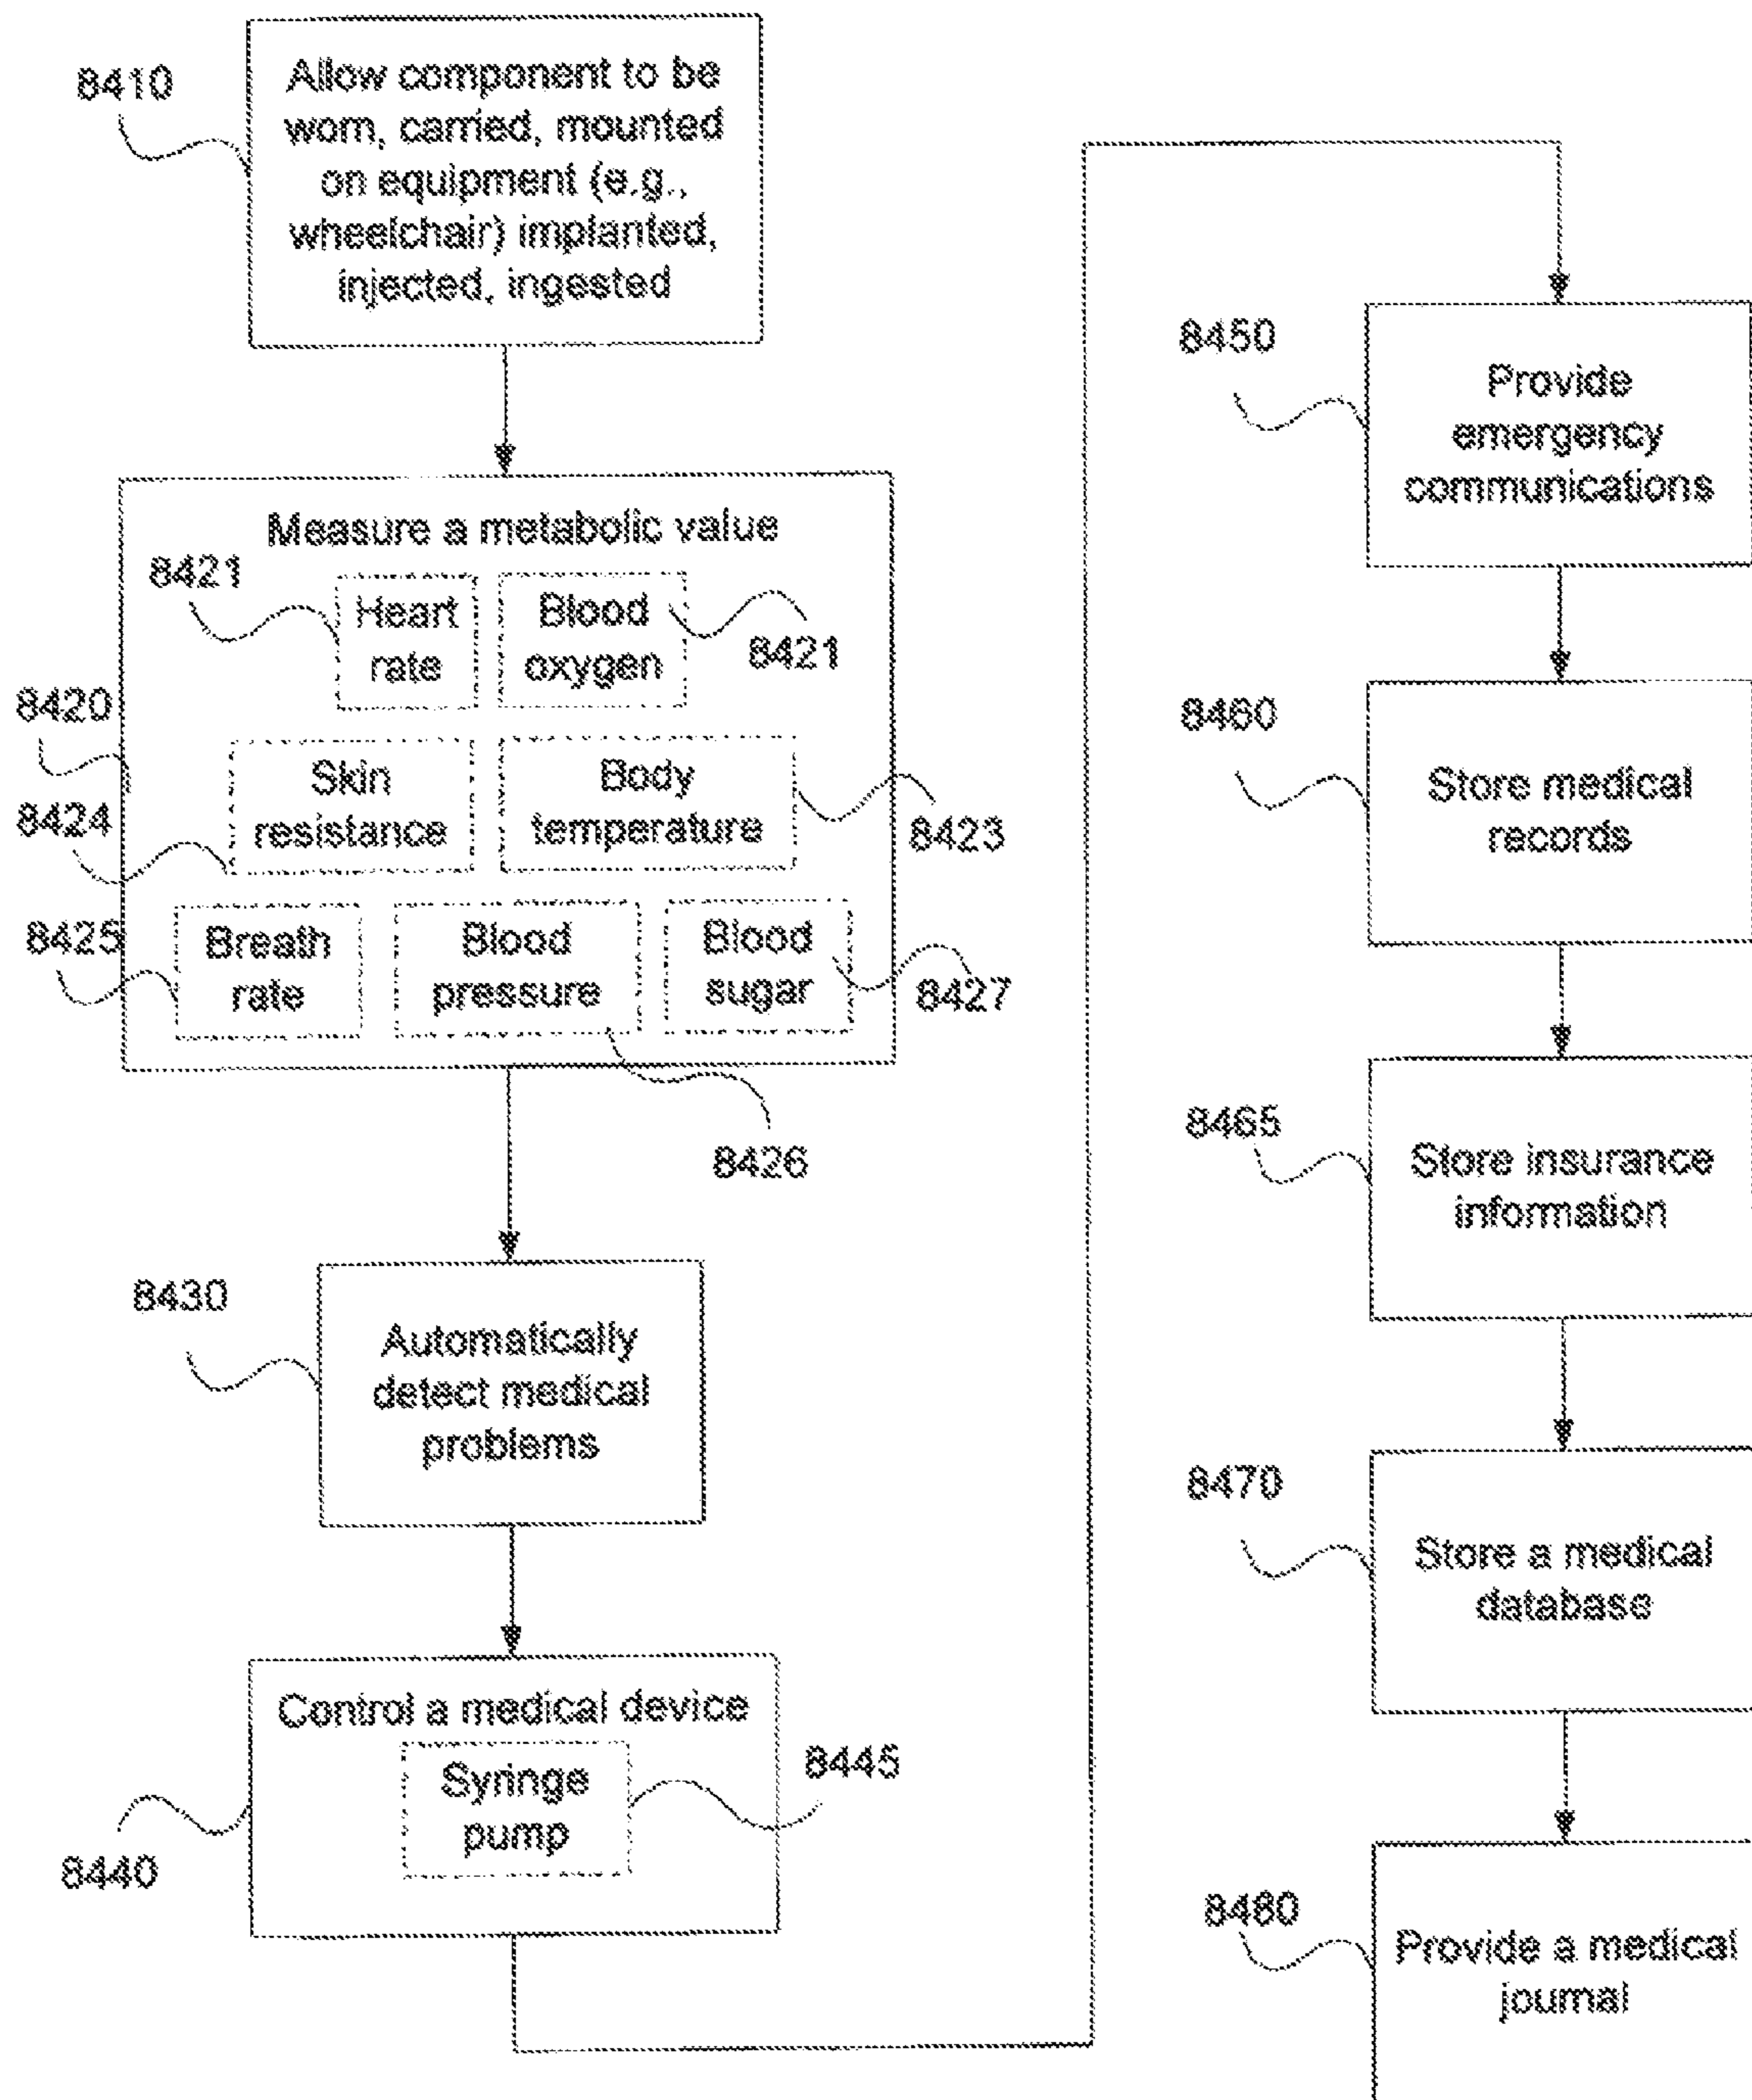 8410
Allow component to be
worn, carried, mounted
on equipment (e.g.,
wheelchair) implanted,
injected, ingested
Measure a metabolic value
8421
Heart
rate
Blood
oxygen
8421
8420
Skin
resistance
8424
Body
temperature
8423
8425
Breath
rate
Blood
pressure
Blood
sugar
8427
8426
8430
Automatically
detect medical
problems
Control a medical device
Syringe
pump
8445
8440
8450
Provide
emergency
communications
8460
Store medical
records
8465
Store insurance
information
8470
Store a medical
database
8480
Provide a medical
journal